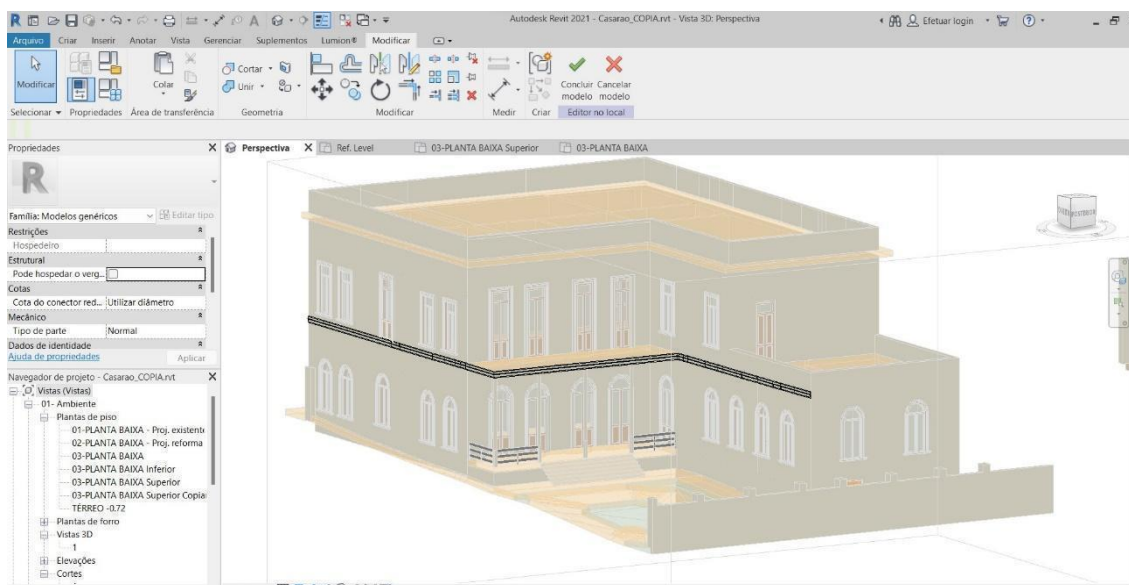 Autodesk Revit 2021 - Casarao_COPIA.rvt - Vista 3D: Perspectiva
Efetuar login
Arquivo Criar Inserir Anotar Vista Gerenciar Suplementos Lumion® Modificar
Modificar
Colar
Cortar
Unir
Concluir modelo
Cancelar modelo
Selecionar Propriedades Área de transferência Geometria Modificar Medir Criar Editor no local
Propriedades
Perspectiva
Ref. Level
03-PLANTA BAIXA Superior
03-PLANTA BAIXA
R
Família: Modelos genéricos
Editar tipo
Restrições
Hospedeiro
Estrutural
Pode hospedar o verg...
Cotas
Cota do conector red... Utilizar diâmetro
Mecânico
Tipo de parte Normal
Dados de identidade
Ajuda de propriedades Aplicar
Navegador de projeto - Casarao_COPIA.rvt
Vistas (Vistas)
01- Ambiente
Plantas de piso
01-PLANTA BAIXA - Proj. existent
02-PLANTA BAIXA - Proj. reforma
03-PLANTA BAIXA
03-PLANTA BAIXA Inferior
03-PLANTA BAIXA Superior
03-PLANTA BAIXA Superior Copia
TÉRREO -0.72
Plantas de forro
Vistas 3D
1
Elevações
Cortes